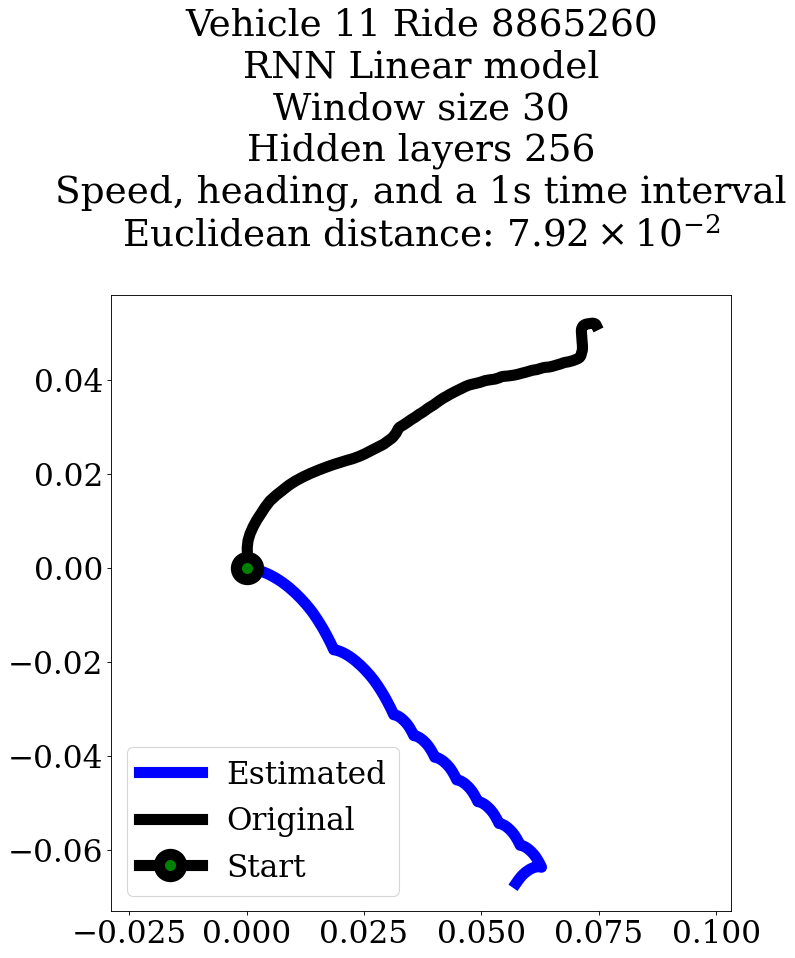 Vehicle 11 Ride 8865260
RNN Linear model
Window size 30
Hidden layers 256
Speed, heading, and a 1s time interval
Euclidean distance: 7.92 × 10⁻²
0.04
0.02
0.00
−0.02
−0.04
−0.06
Estimated
Original
Start
−0.025 0.000 0.025 0.050 0.075 0.100